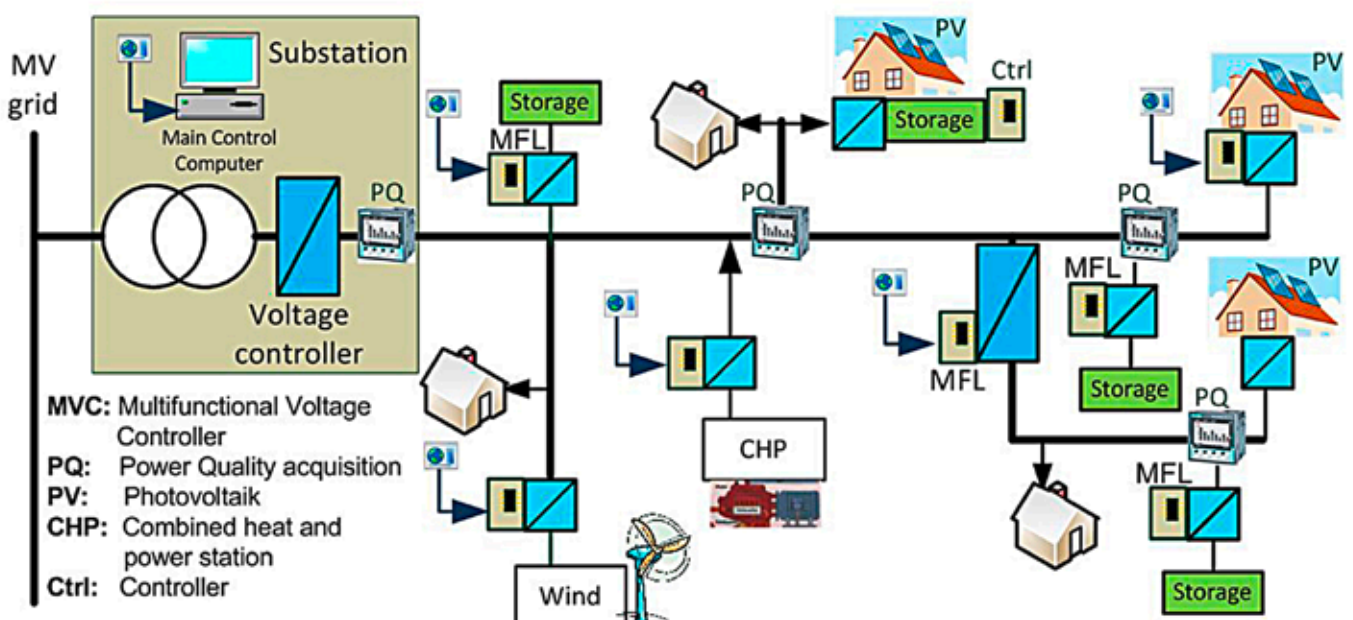 MV
grid
Substation
Main Control
Computer
PQ
Voltage
controller
MVC: Multifunctional Voltage
Controller
PQ: Power Quality acquisition
PV: Photovoltaik
CHP: Combined heat and
power station
Ctrl: Controller
Storage
MFL
Wind
CHP
PQ
PV
Storage
Ctrl
MFL
PQ
MFL
Storage
PV
PV
PQ
MFL
Storage